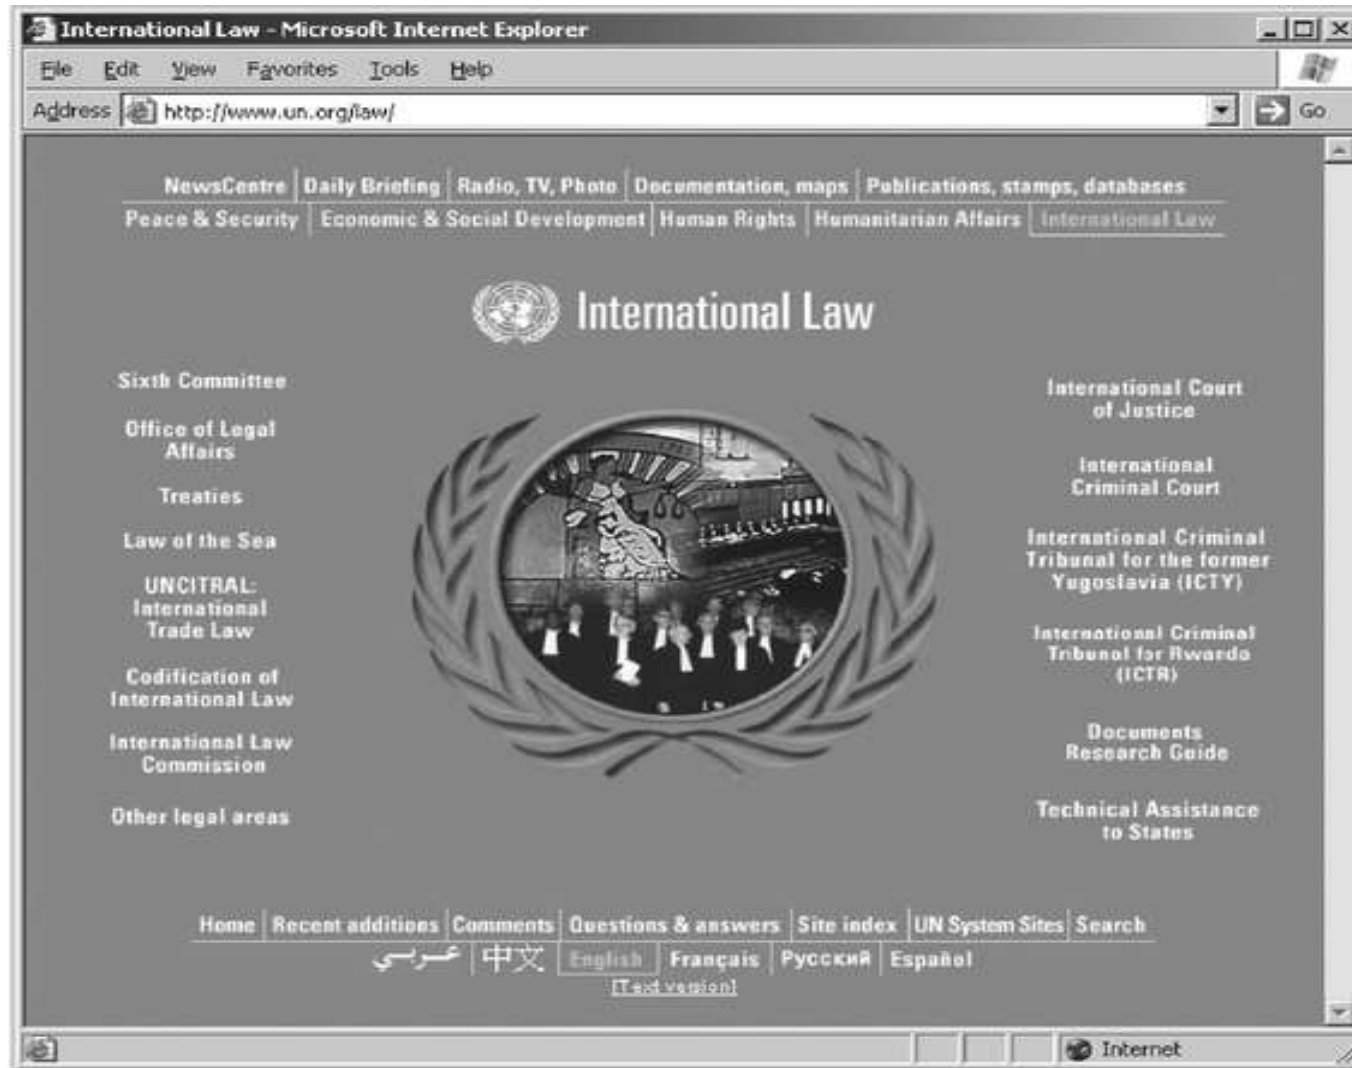 International Law - Microsoft Internet Explorer
File Edit View Favorites Tools Help
Address http://www.un.org/law/ Go
NewsCentre Daily Briefing Radio, TV, Photo Documentation, maps Publications, stamps, databases
Peace & Security Economic & Social Development Human Rights Humanitarian Affairs International Law
International Law
Sixth Committee
Office of Legal
Affairs
Treaties
Law of the Sea
UNCITRAL:
International
Trade Law
Codification of
International Law
International Law
Commission
Other legal areas
International Court
of Justice
International
Criminal Court
International Criminal
Tribunal for the former
Yugoslavia (ICTY)
International Criminal
Tribunal for Rwanda
(ICTR)
Documents
Research Guide
Technical Assistance
to States
Home Recent additions Comments Questions & answers Site index UN System Sites Search
عربي 中文 English Français Русский Español
[Text version]
Internet